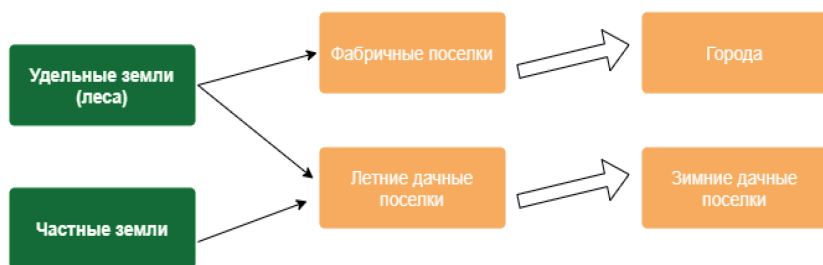 Удельные земли
(леса)
Фабричные поселки
Города
Частные земли
Летние дачные
поселки
Зимние дачные
поселки